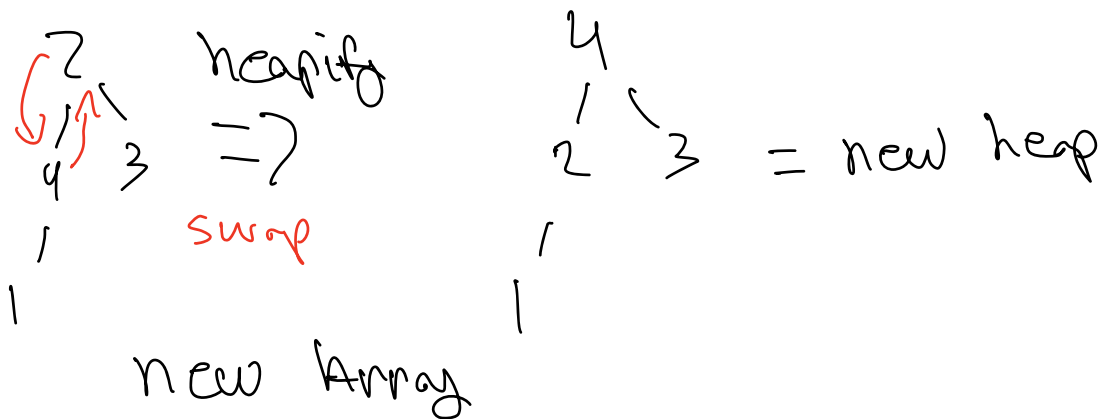 2 heapify 4
=> 2 3 = new heap
4 3
swap
1 1
new Array